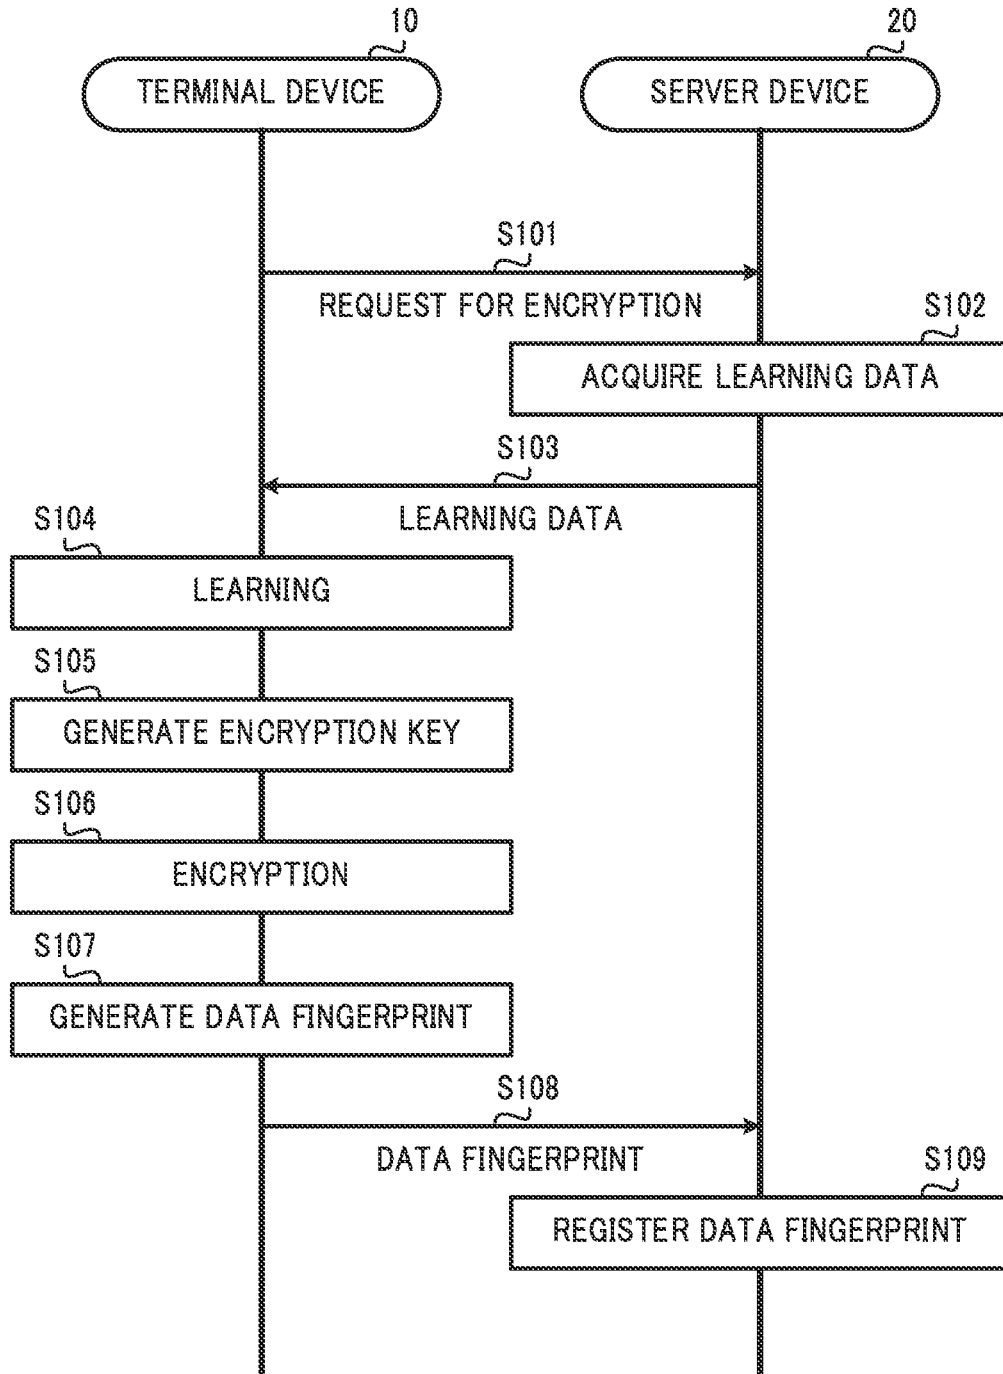 10
20
TERMINAL DEVICE
SERVER DEVICE
S101
REQUEST FOR ENCRYPTION
S102
ACQUIRE LEARNING DATA
S103
LEARNING DATA
S104
LEARNING
S105
GENERATE ENCRYPTION KEY
S106
ENCRYPTION
S107
GENERATE DATA FINGERPRINT
S108
DATA FINGERPRINT
S109
REGISTER DATA FINGERPRINT